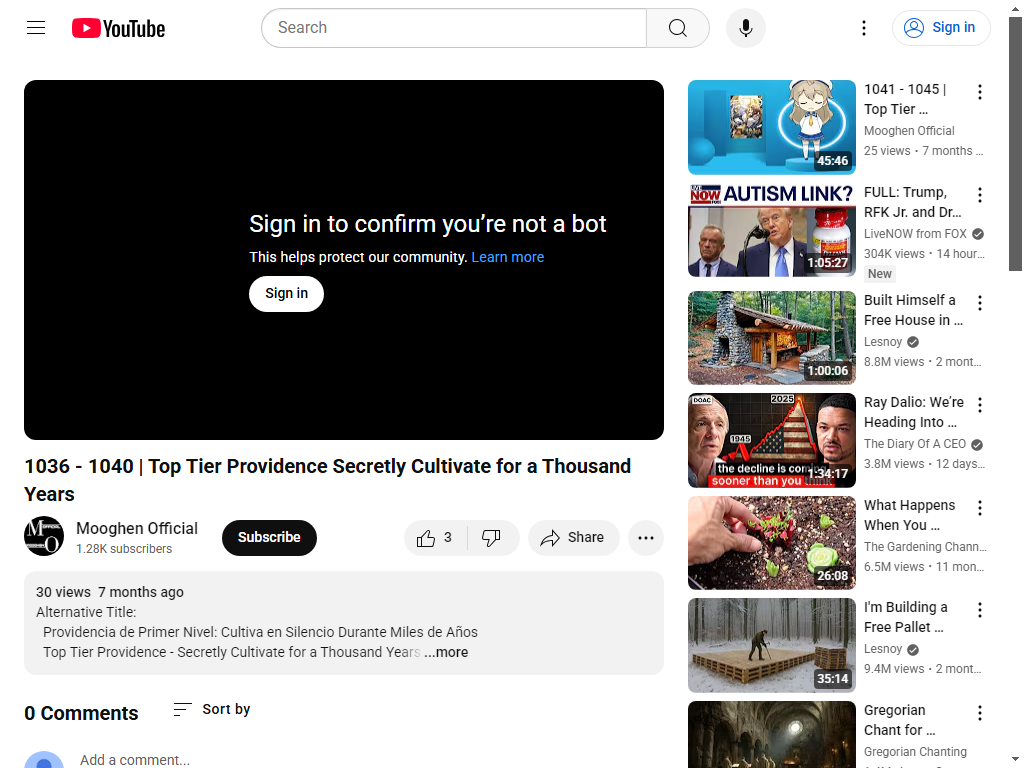 YouTube
Search
Sign in
Sign in to confirm you’re not a bot
This helps protect our community. Learn more
Sign in
1036 - 1040 | Top Tier Providence Secretly Cultivate for a Thousand
Years
Mooghen Official
1.28K subscribers
Subscribe
3
Share
30 views 7 months ago
Alternative Title:
Providencia de Primer Nivel: Cultiva en Silencio Durante Miles de Años
Top Tier Providence - Secretly Cultivate for a Thousand Years ...more
0 Comments
Sort by
Add a comment...
45:46
1041 - 1045 |
Top Tier ...
Mooghen Official
25 views • 7 months ...
LIVE NOW FOX
AUTISM LINK?
1:05:27
FULL: Trump,
RFK Jr. and Dr...
LiveNOW from FOX
304K views • 14 hour...
New
1:00:06
Built Himself a
Free House in ...
Lesnoy
8.8M views • 2 mont...
DOAC
2025
1945
the decline is coming
sooner than you think
1:34:17
Ray Dalio: We’re
Heading Into ...
The Diary Of A CEO
3.8M views • 12 days...
26:08
What Happens
When You ...
The Gardening Chann...
6.5M views • 11 mon...
35:14
I'm Building a
Free Pallet ...
Lesnoy
9.4M views • 2 mont...
Gregorian
Chant for ...
Gregorian Chanting